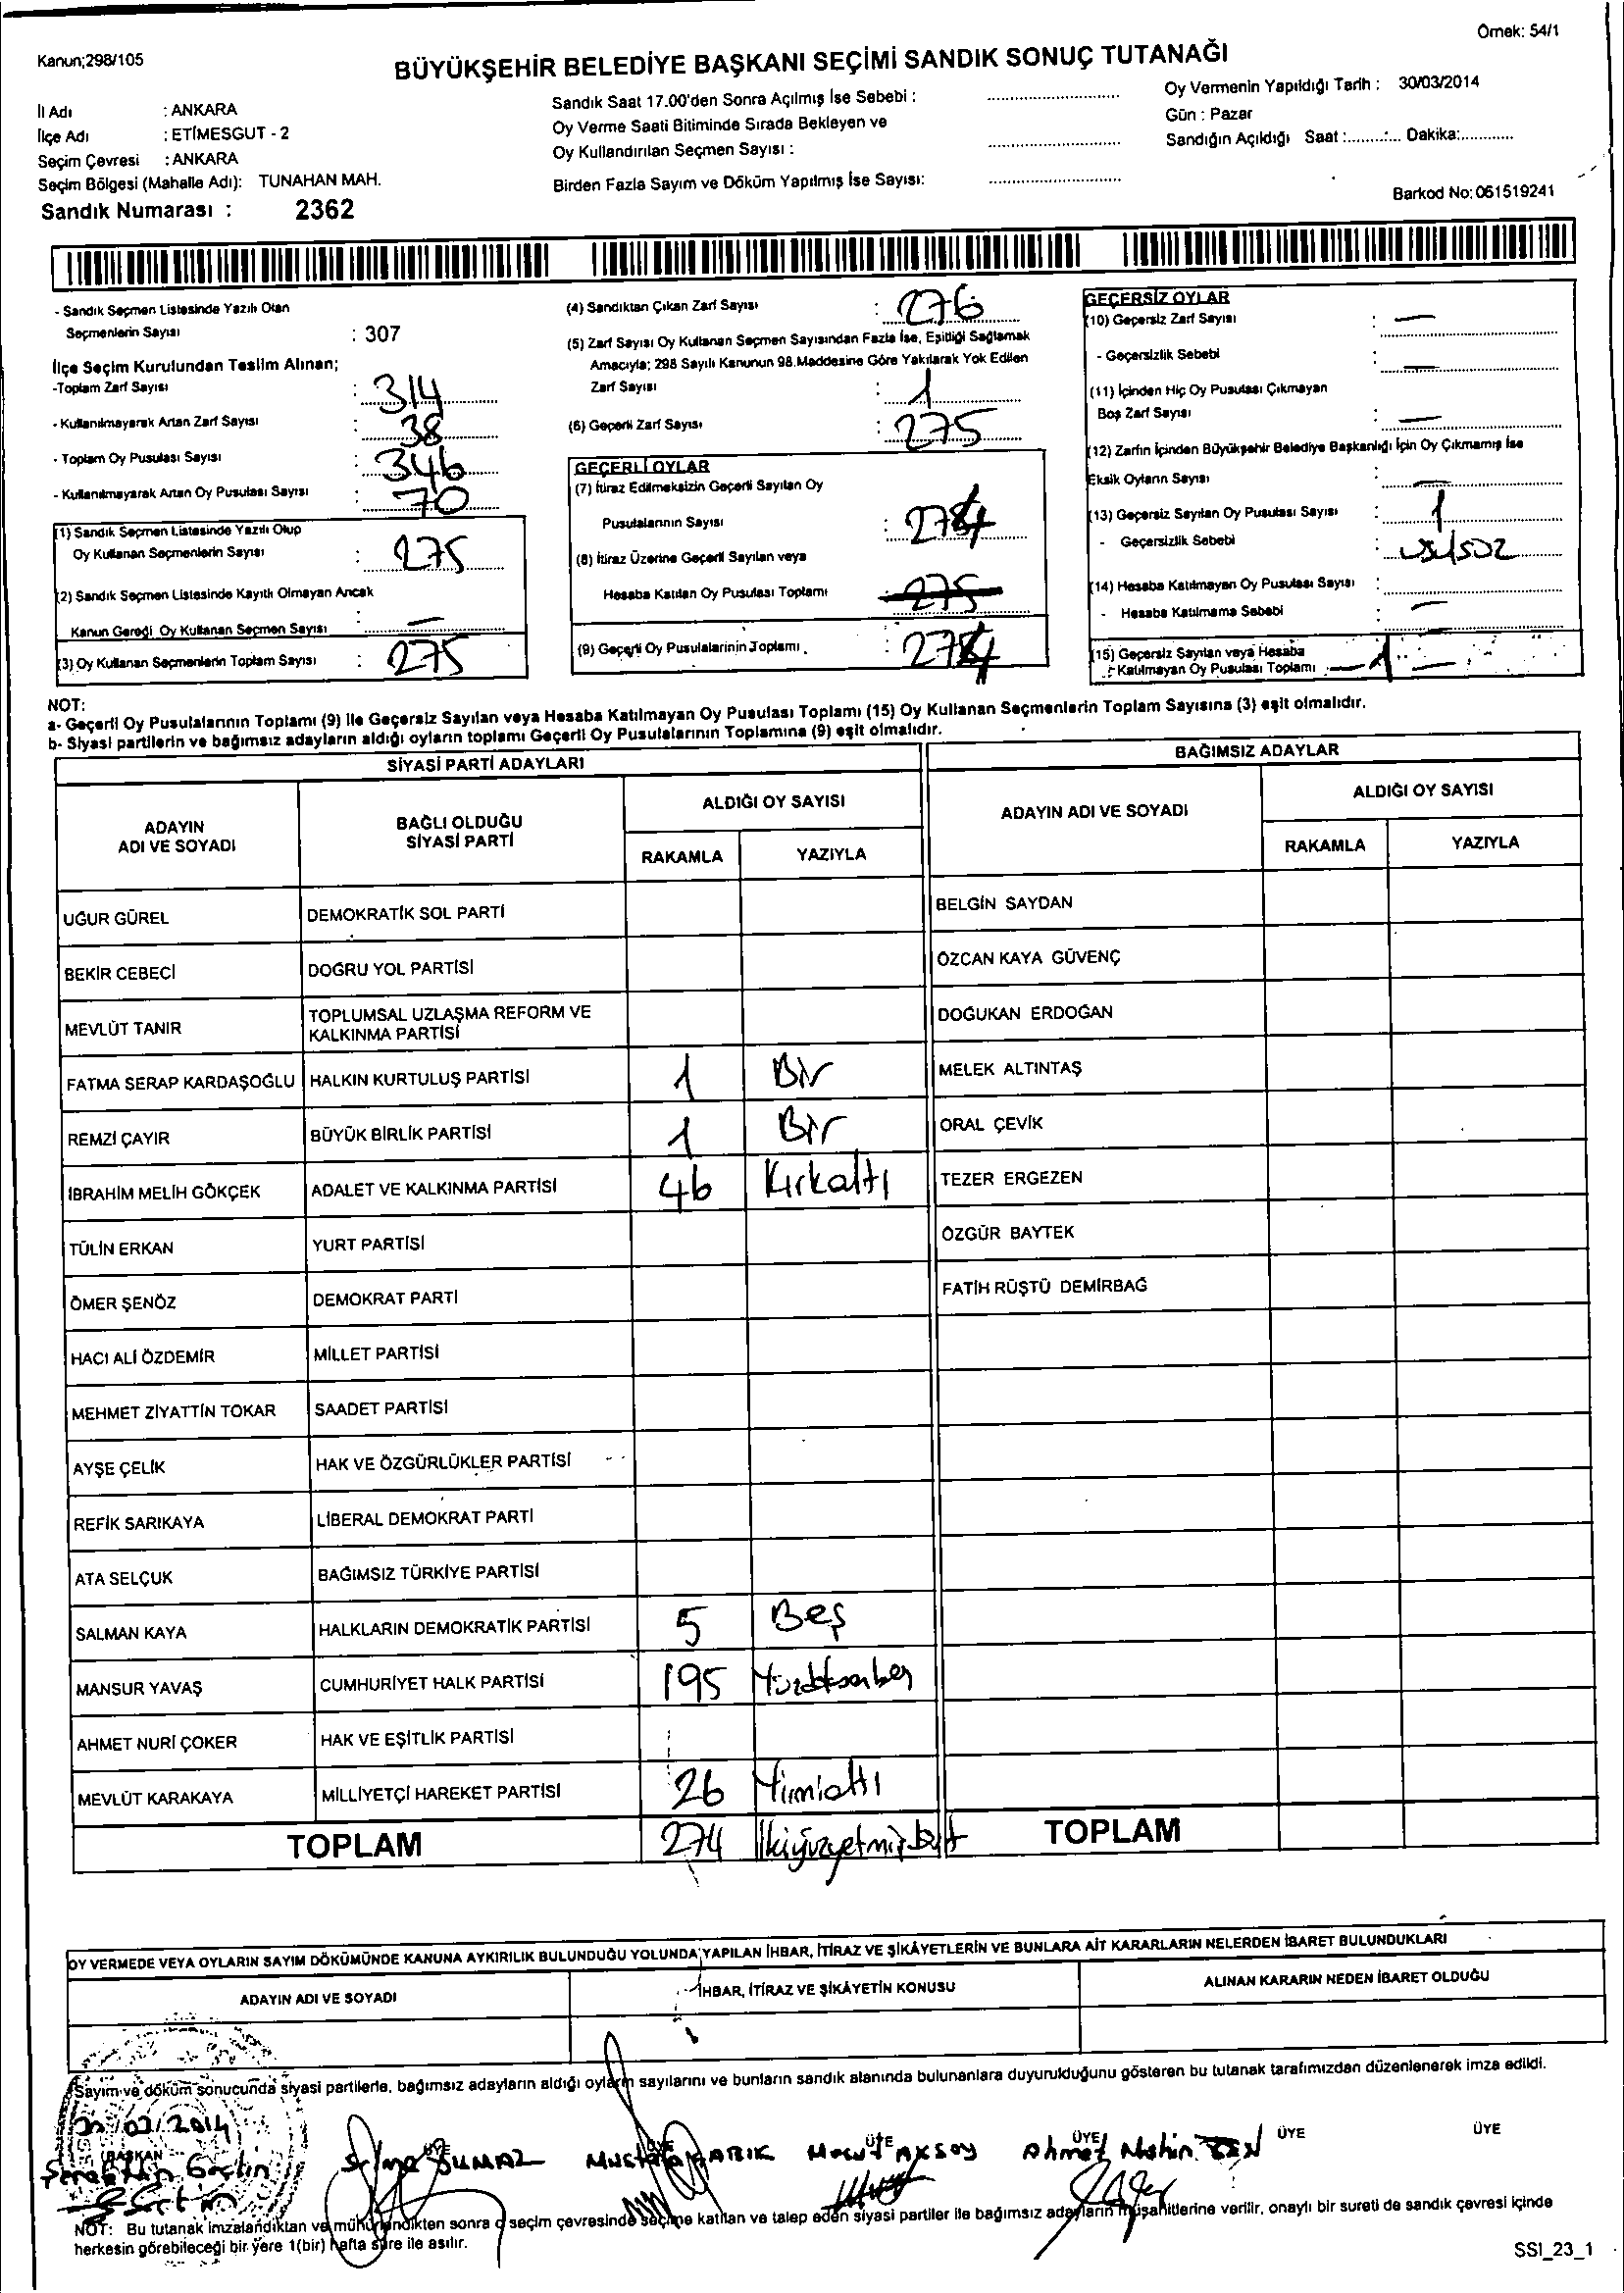 Örnek: 54/1
Kanun;298/105
BÜYÜKŞEHİR BELEDİYE BAŞKANI SEÇİMİ SANDIK SONUÇ TUTANAĞI
İl Adı : ANKARA
İlçe Adı : ETİMESGUT - 2
Seçim Çevresi : ANKARA
Seçim Bölgesi (Mahalle Adı): TUNAHAN MAH.
Sandık Numarası : 2362
Sandık Saat 17.00'den Sonra Açılmış İse Sebebi :
Oy Verme Saati Bitiminde Sırada Bekleyen ve
Oy Kullandırılan Seçmen Sayısı :
Birden Fazla Sayım ve Döküm Yapılmış İse Sayısı:
Oy Vermenin Yapıldığı Tarih : 30/03/2014
Gün : Pazar
Sandığın Açıldığı Saat :.........:... Dakika:............
Barkod No: 061519241
- Sandık Seçmen Listesinde Yazılı Olan
Seçmenlerin Sayısı : 307
İlçe Seçim Kurulundan Teslim Alınan;
-Toplam Zarf Sayısı : 314
- Kullanılmayarak Artan Zarf Sayısı : 38
- Toplam Oy Pusulası Sayısı : 346
- Kullanılmayarak Artan Oy Pusulası Sayısı : 70
(1) Sandık Seçmen Listesinde Yazılı Olup
Oy Kullanan Seçmenlerin Sayısı : 275
(2) Sandık Seçmen Listesinde Kayıtlı Olmayan Ancak
Kanun Gereği Oy Kullanan Seçmen Sayısı : —
(3) Oy Kullanan Seçmenlerin Toplam Sayısı : 275
(4) Sandıktan Çıkan Zarf Sayısı : 276
(5) Zarf Sayısı Oy Kullanan Seçmen Sayısından Fazla İse, Eşitliği Sağlamak
Amacıyla; 298 Sayılı Kanunun 98.Maddesine Göre Yakılarak Yok Edilen
Zarf Sayısı : 1
(6) Geçerli Zarf Sayısı : 275
GEÇERLİ OYLAR
(7) İtiraz Edilmeksizin Geçerli Sayılan Oy
Pusulalarının Sayısı : 274
(8) İtiraz Üzerine Geçerli Sayılan veya
Hesaba Katılan Oy Pusulası Toplamı 275
(9) Geçerli Oy Pusulalarının Toplamı : 274
GEÇERSİZ OYLAR
(10) Geçersiz Zarf Sayısı : —
- Geçersizlik Sebebi : —
(11) İçinden Hiç Oy Pusulası Çıkmayan
Boş Zarf Sayısı : —
(12) Zarfın İçinden Büyükşehir Belediye Başkanlığı İçin Oy Çıkmamış İse
Eksik Oyların Sayısı : —
(13) Geçersiz Sayılan Oy Pusulası Sayısı : 1
- Geçersizlik Sebebi :
(14) Hesaba Katılmayan Oy Pusulası Sayısı :
- Hesaba Katılmama Sebebi : —
(15) Geçersiz Sayılan veya Hesaba
Katılmayan Oy Pusulası Toplamı : — 1 —
NOT:
a- Geçerli Oy Pusulalarının Toplamı (9) ile Geçersiz Sayılan veya Hesaba Katılmayan Oy Pusulası Toplamı (15) Oy Kullanan Seçmenlerin Toplam Sayısına (3) eşit olmalıdır.
b- Siyasi partilerin ve bağımsız adayların aldığı oyların toplamı Geçerli Oy Pusulalarının Toplamına (9) eşit olmalıdır.
SİYASİ PARTİ ADAYLARI
BAĞIMSIZ ADAYLAR
ADAYIN ADI VE SOYADI
BAĞLI OLDUĞU SİYASİ PARTİ
ALDIĞI OY SAYISI
RAKAMLA YAZIYLA
ADAYIN ADI VE SOYADI
ALDIĞI OY SAYISI
RAKAMLA YAZIYLA
UĞUR GÜREL DEMOKRATİK SOL PARTİ BELGİN SAYDAN
BEKİR CEBECİ DOĞRU YOL PARTİSİ ÖZCAN KAYA GÜVENÇ
MEVLÜT TANIR TOPLUMSAL UZLAŞMA REFORM VE KALKINMA PARTİSİ DOĞUKAN ERDOĞAN
FATMA SERAP KARDAŞOĞLU HALKIN KURTULUŞ PARTİSİ 1 Bir MELEK ALTINTAŞ
REMZİ ÇAYIR BÜYÜK BİRLİK PARTİSİ 1 Bir ORAL ÇEVİK
İBRAHİM MELİH GÖKÇEK ADALET VE KALKINMA PARTİSİ 46 Kırkaltı TEZER ERGEZEN
TÜLİN ERKAN YURT PARTİSİ ÖZGÜR BAYTEK
ÖMER ŞENÖZ DEMOKRAT PARTİ FATİH RÜŞTÜ DEMİRBAĞ
HACI ALİ ÖZDEMİR MİLLET PARTİSİ
MEHMET ZİYATTİN TOKAR SAADET PARTİSİ
AYŞE ÇELİK HAK VE ÖZGÜRLÜKLER PARTİSİ
REFİK SARIKAYA LİBERAL DEMOKRAT PARTİ
ATA SELÇUK BAĞIMSIZ TÜRKİYE PARTİSİ
SALMAN KAYA HALKLARIN DEMOKRATİK PARTİSİ 5 Beş
MANSUR YAVAŞ CUMHURİYET HALK PARTİSİ 195
AHMET NURİ ÇOKER HAK VE EŞİTLİK PARTİSİ
MEVLÜT KARAKAYA MİLLİYETÇİ HAREKET PARTİSİ 26
TOPLAM 274 TOPLAM
OY VERMEDE VEYA OYLARIN SAYIM DÖKÜMÜNDE KANUNA AYKIRILIK BULUNDUĞU YOLUNDA YAPILAN İHBAR, İTİRAZ VE ŞİKÂYETLERİN VE BUNLARA AİT KARARLARIN NELERDEN İBARET BULUNDUKLARI
ADAYIN ADI VE SOYADI İHBAR, İTİRAZ VE ŞİKÂYETİN KONUSU ALINAN KARARIN NEDEN İBARET OLDUĞU
Sayım ve döküm sonucunda siyasi partilerle, bağımsız adayların aldığı oyların sayılarını ve bunların sandık alanında bulunanlara duyurulduğunu gösteren bu tutanak tarafımızdan düzenlenerek imza edildi.
BAŞKAN ÜYE ÜYE ÜYE ÜYE ÜYE ÜYE
Mustafa KARIK AKSOY Ahmet
NOT: Bu tutanak imzalandıktan ve mühürlendikten sonra o seçim çevresinde seçime katılan ve talep eden siyasi partiler ile bağımsız adayların müşahitlerine verilir, onaylı bir sureti de sandık çevresi içinde
herkesin görebileceği bir yere 1(bir) hafta süre ile asılır.
SSI_23_1